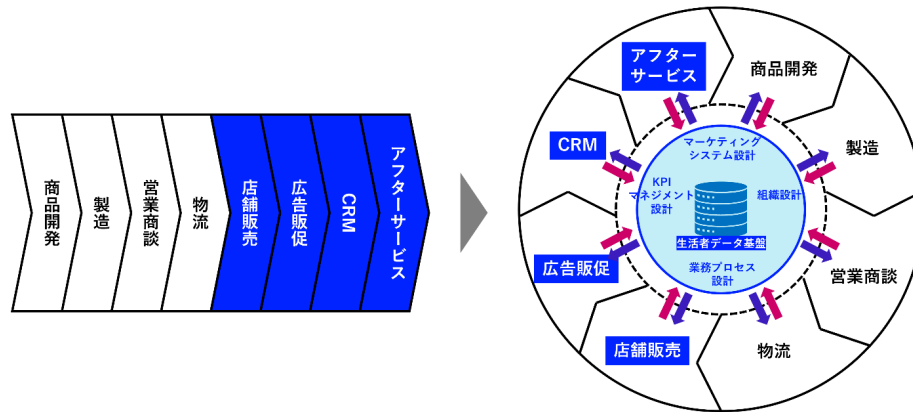 商品開発
製造
営業商談
物流
店舗販売
広告販促
CRM
アフターサービス
アフター
サービス
商品開発
CRM
製造
広告販促
営業商談
店舗販売
物流
マーケティング
システム設計
KPI
マネジメント
設計
組織設計
生活者データ基盤
業務プロセス
設計